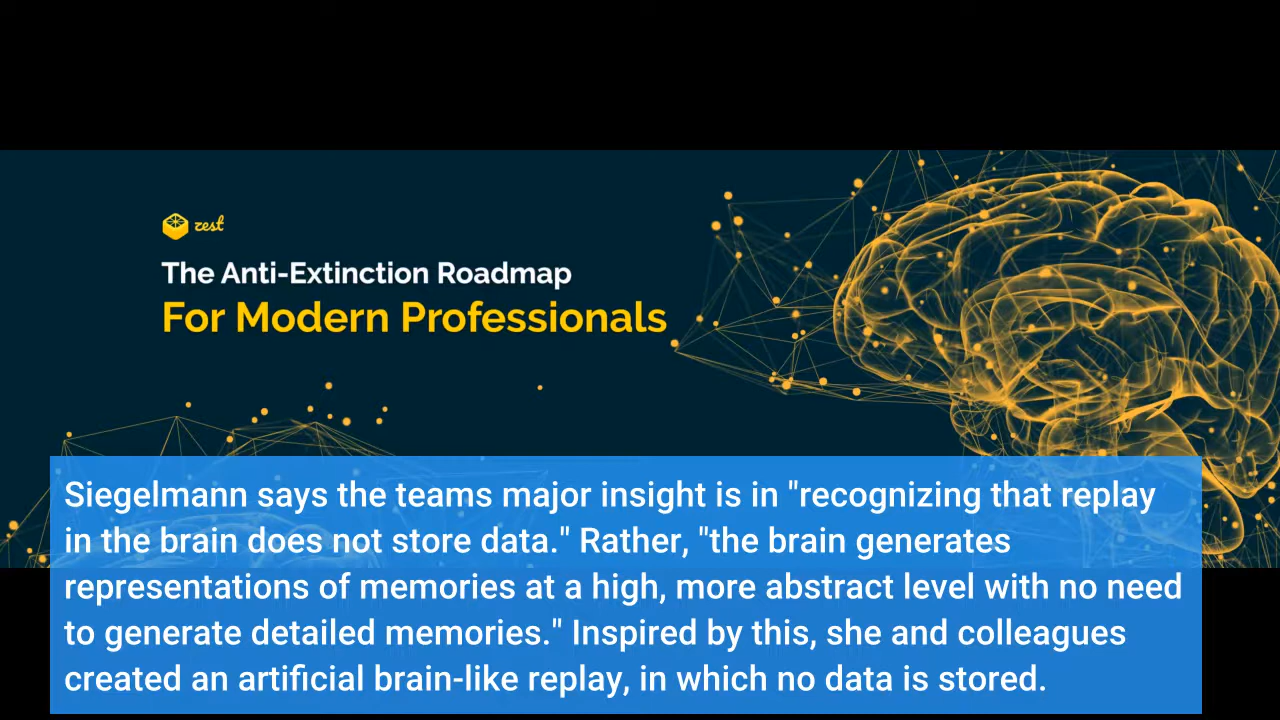 zest
The Anti-Extinction Roadmap
For Modern Professionals
Siegelmann says the teams major insight is in "recognizing that replay
in the brain does not store data." Rather, "the brain generates
representations of memories at a high, more abstract level with no need
to generate detailed memories." Inspired by this, she and colleagues
created an artificial brain-like replay, in which no data is stored.